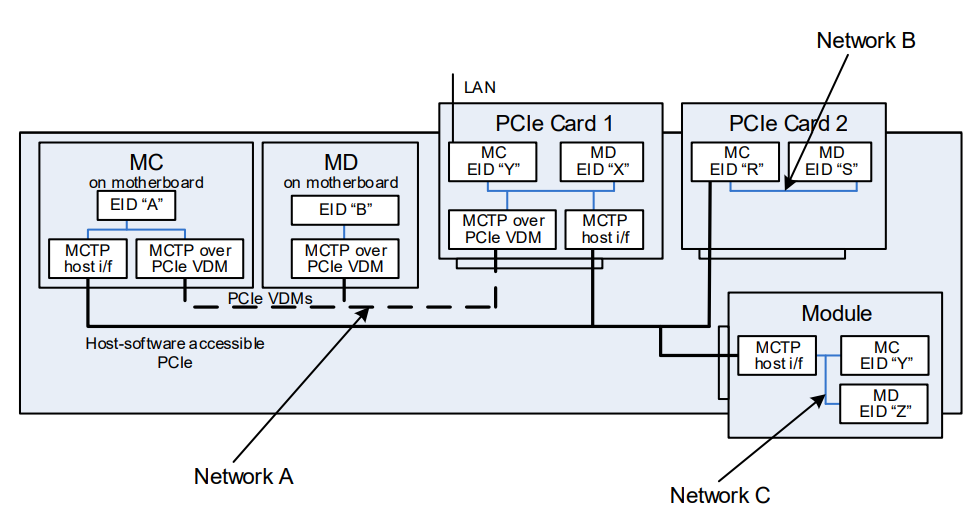 Network B
LAN
PCIe Card 1
MC
EID “Y”
MD
EID “X”
MCTP over
PCIe VDM
MCTP
host i/f
PCIe Card 2
MC
EID “R”
MD
EID “S”
MC
on motherboard
EID “A”
MCTP
host i/f
MCTP over
PCIe VDM
MD
on motherboard
EID “B”
MCTP over
PCIe VDM
PCIe VDMs
Host-software accessible
PCIe
Module
MCTP
host i/f
MC
EID “Y”
MD
EID “Z”
Network A
Network C